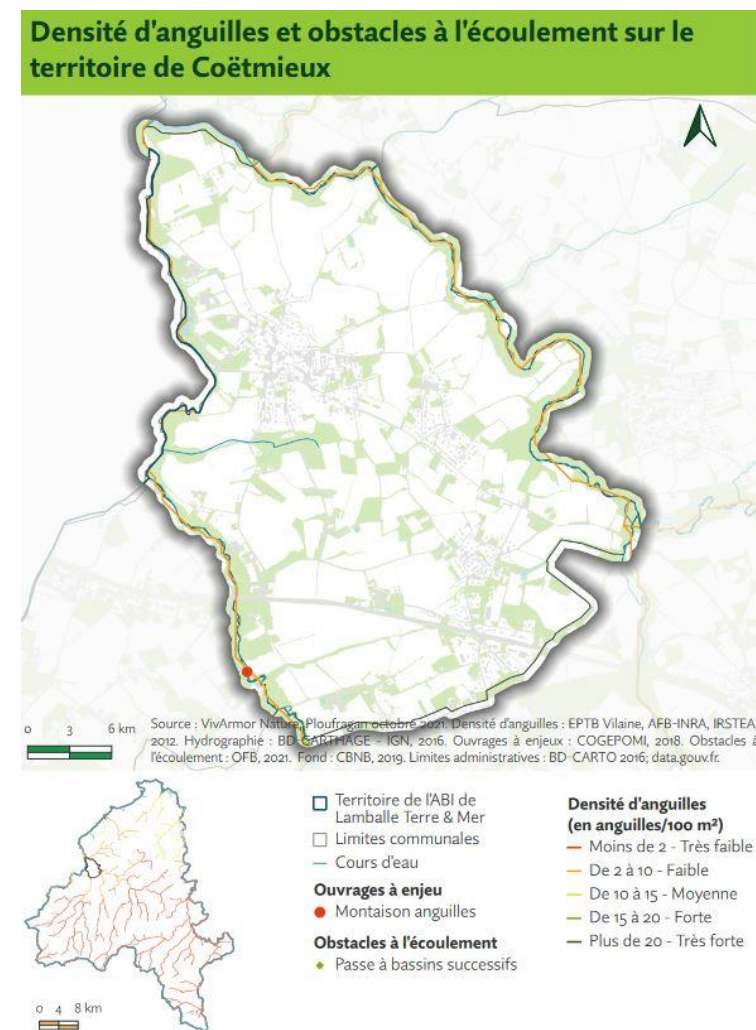 Densité d'anguilles et obstacles à l'écoulement sur le
territoire de Coëtmieux
0 3 6 km
Source : VivArmor Nature, Ploufragan octobre 2021. Densité d'anguilles : EPTB Vilaine, AFB-INRA, IRSTEA,
2012. Hydrographie : BD CARTHAGE - IGN, 2016. Ouvrages à enjeux : COGEPOMI, 2018. Obstacles à
l'écoulement : OFB, 2021. Fond : CBNB, 2019. Limites administratives : BD CARTO 2016; data.gouv.fr.
Territoire de l'ABI de
Lamballe Terre & Mer
Limites communales
Cours d'eau
Ouvrages à enjeu
Montaison anguilles
Obstacles à l'écoulement
Passe à bassins successifs
Densité d'anguilles
(en anguilles/100 m²)
Moins de 2 - Très faible
De 2 à 10 - Faible
De 10 à 15 - Moyenne
De 15 à 20 - Forte
Plus de 20 - Très forte
0 4 8 km